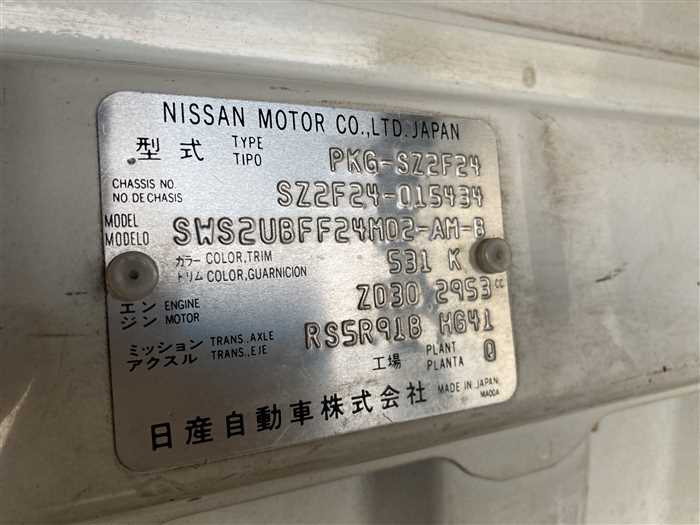 NISSAN MOTOR CO.,LTD. JAPAN
型式 TYPE TIPO PKG-SZ2F24
CHASSIS NO. NO DE CHASIS SZ2F24-015434
MODEL MODELO SWS2UBFF24M02-AM-B
カラー COLOR,TRIM トリム COLOR,GUARNICION 531 K
エンジン ENGINE MOTOR ZD30 2953 cc
ミッション TRANS.,AXLE アクスル TRANS.,EJE RS5R91B HG41
工場 PLANT PLANTA 0
日産自動車株式会社 MADE IN JAPAN